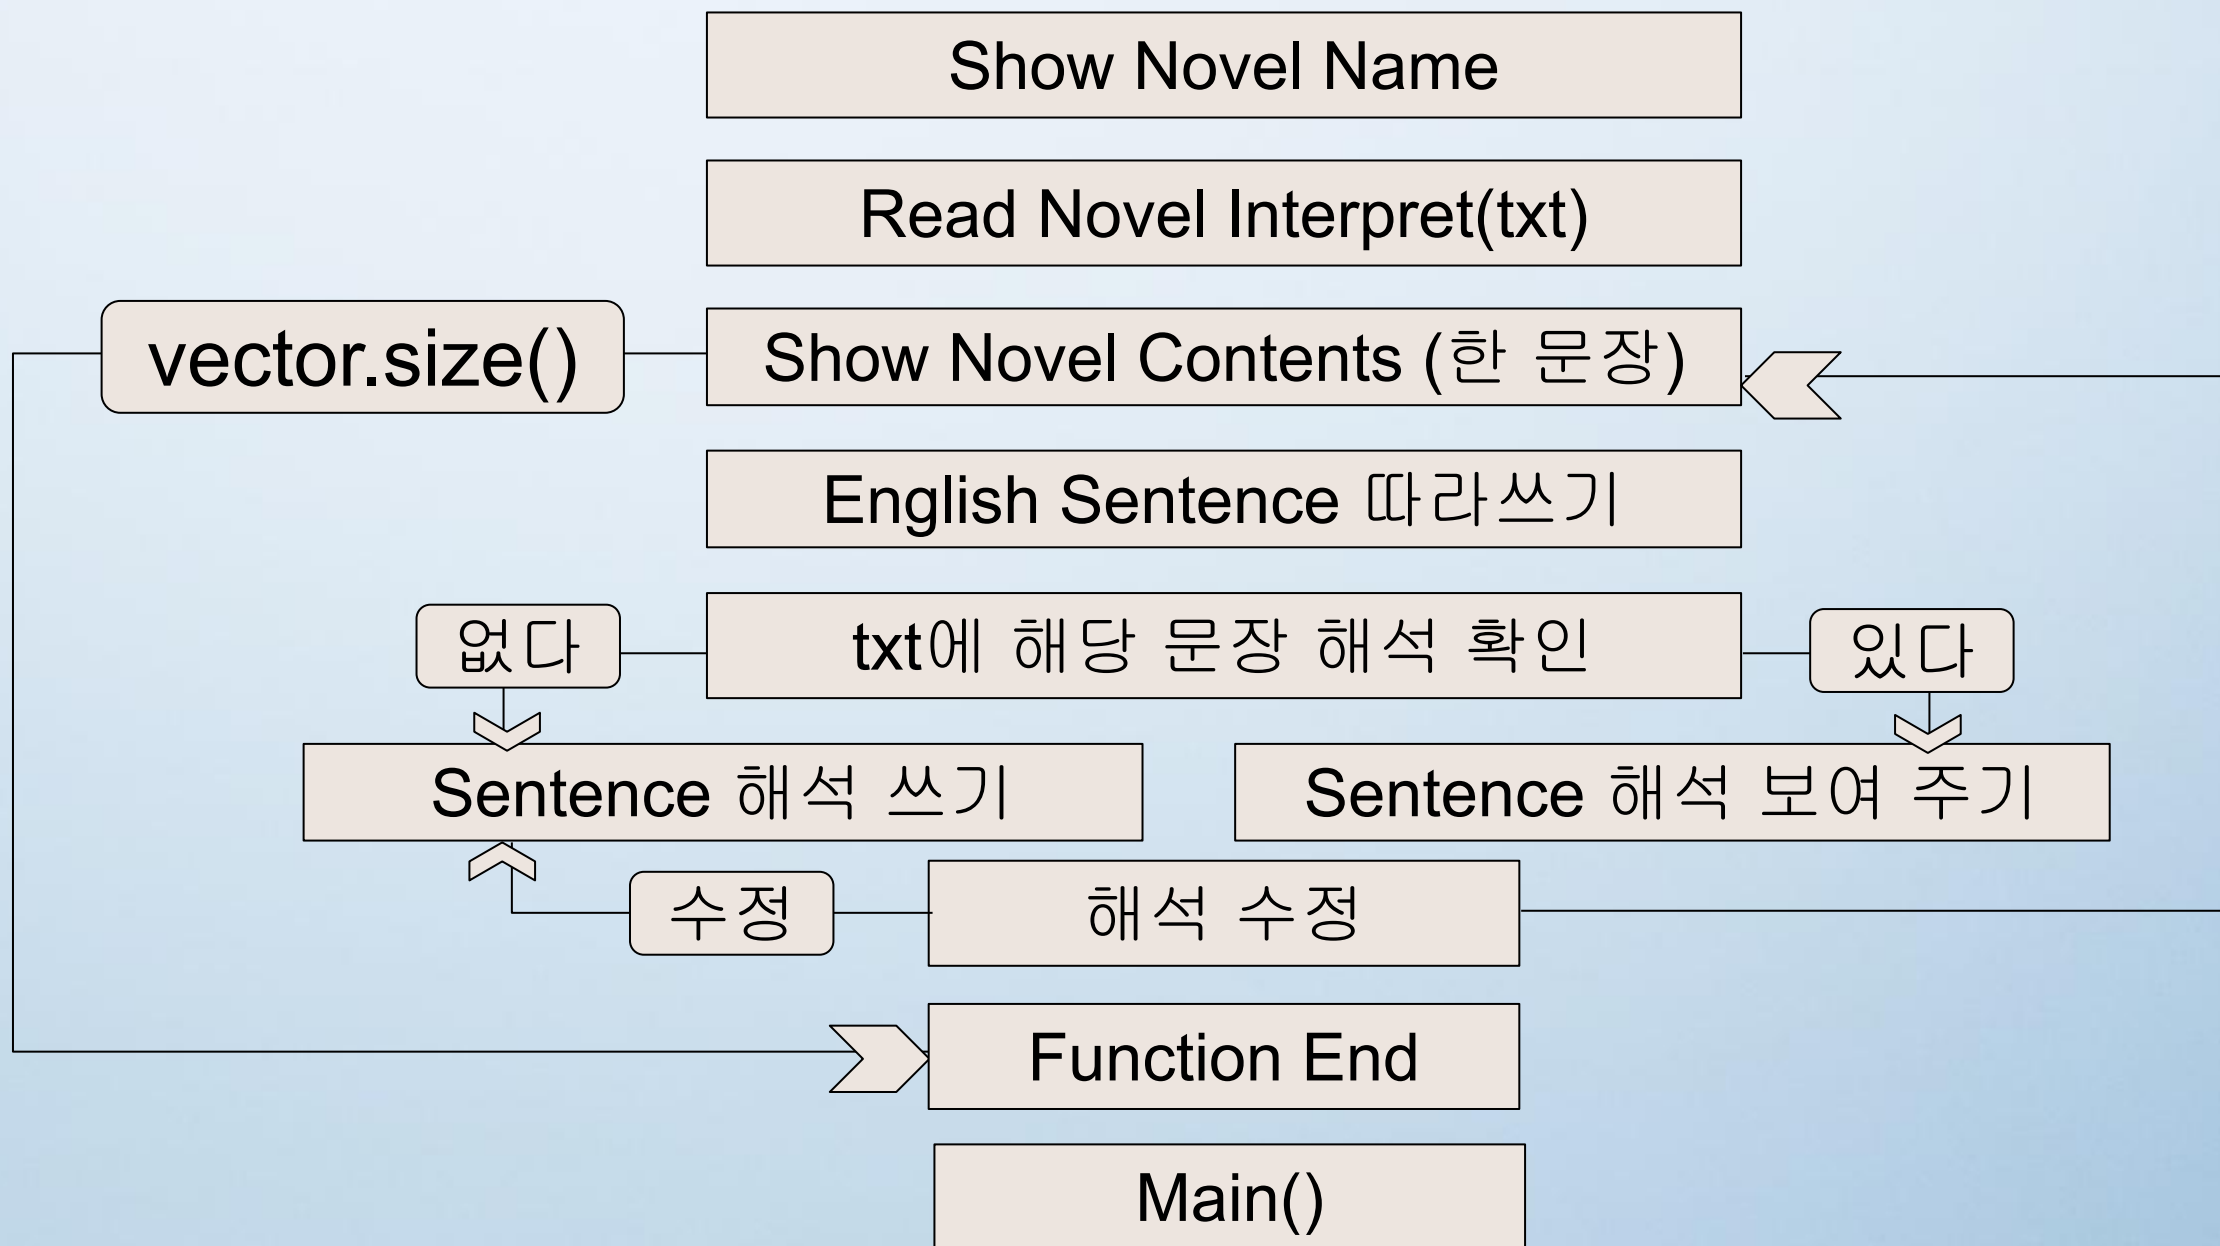 Show Novel Name
Read Novel Interpret(txt)
vector.size()
Show Novel Contents (한 문장)
English Sentence 따라쓰기
없다
txt에 해당 문장 해석 확인
있다
Sentence 해석 쓰기
Sentence 해석 보여 주기
수정
해석 수정
Function End
Main()